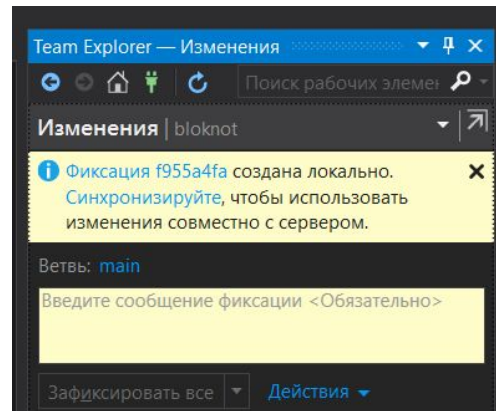 Team Explorer — Изменения
Поиск рабочих элемен
Изменения | bloknot
Фиксация f955a4fa создана локально.
Синхронизируйте, чтобы использовать
изменения совместно с сервером.
Ветвь: main
Введите сообщение фиксации <Обязательно>
Зафиксировать все Действия